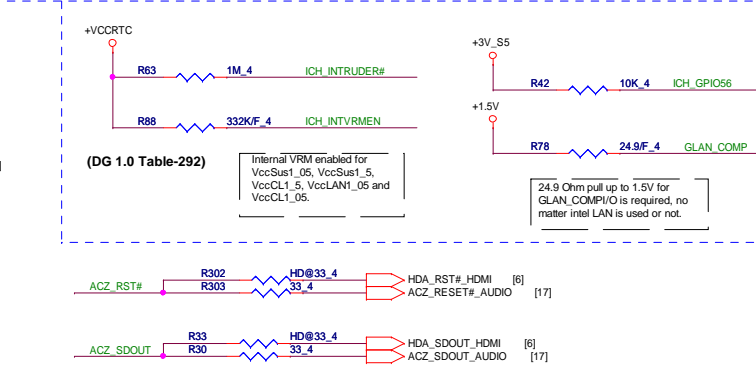 +VCCRTC
R63 1M_4 ICH_INTRUDER#
R88 332K/F_4 ICH_INTVRMEN
(DG 1.0 Table-292)
Internal VRM enabled for
VccSus1_05, VccSus1_5,
VccCL1_5, VccLAN1_05 and
VccCL1_05.
+3V_S5
R42 10K_4 ICH_GPIO56
+1.5V
R78 24.9/F_4 GLAN_COMP
24.9 Ohm pull up to 1.5V for
GLAN_COMPI/O is required, no
matter intel LAN is used or not.
ACZ_RST# R302 HD@33_4 HDA_RST#_HDMI [6]
R303 33_4 ACZ_RESET#_AUDIO [17]
ACZ_SDOUT R33 HD@33_4 HDA_SDOUT_HDMI [6]
R30 33_4 ACZ_SDOUT_AUDIO [17]